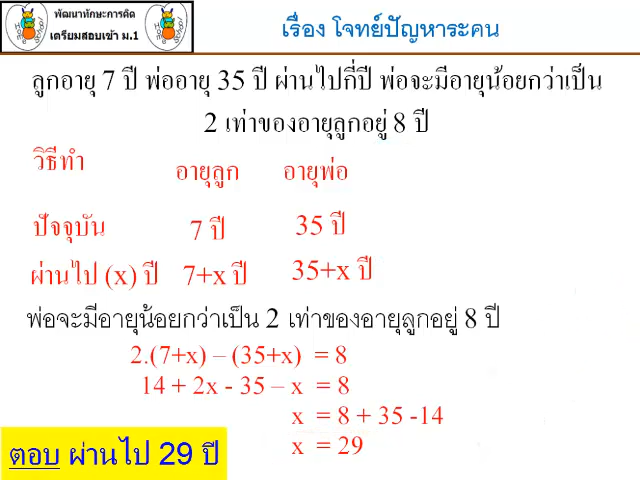 พัฒนาทักษะการคิด
เตรียมสอบเข้า ม.1
เรื่อง โจทย์ปัญหาระคน
ลูกอายุ 7 ปี พ่ออายุ 35 ปี ผ่านไปกี่ปี พ่อจะมีอายุน้อยกว่าเป็น
2 เท่าของอายุลูกอยู่ 8 ปี
วิธีทำ อายุลูก อายุพ่อ
ปัจจุบัน 7 ปี 35 ปี
ผ่านไป (x) ปี 7+x ปี 35+x ปี
พ่อจะมีอายุน้อยกว่าเป็น 2 เท่าของอายุลูกอยู่ 8 ปี
2.(7+x) – (35+x) = 8
14 + 2x - 35 – x = 8
x = 8 + 35 -14
x = 29
ตอบ ผ่านไป 29 ปี